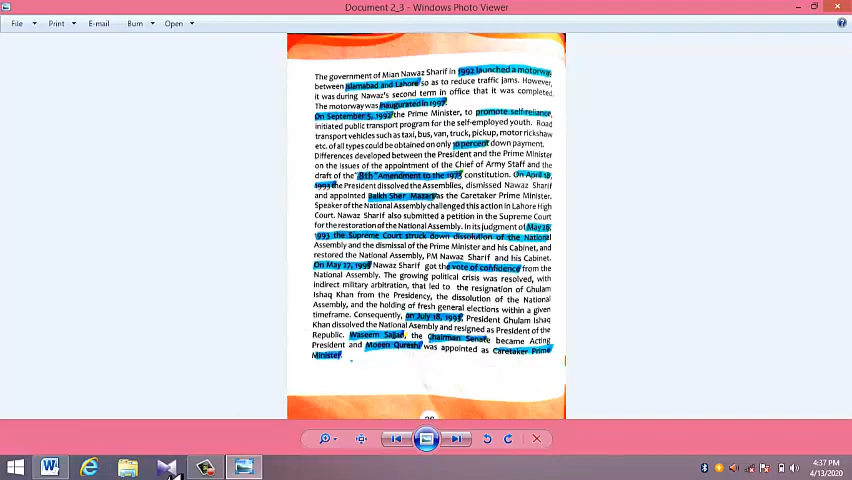 Document 2_3 - Windows Photo Viewer
File Print E-mail Burn Open
The government of Mian Nawaz Sharif in 1992 launched a motorway
between Islamabad and Lahore so as to reduce traffic jams. However,
it was during Nawaz's second term in office that it was completed.
The motorway was inaugurated in 1997.
On September 5, 1992 the Prime Minister, to promote self-reliance,
initiated public transport program for the self-employed youth. Road
transport vehicles such as taxi, bus, van, truck, pickup, motor rickshaw
etc. of all types could be obtained on only 10 percent down payment.
Differences developed between the President and the Prime Minister
on the issues of the appointment of the Chief of Army Staff and the
draft of the "8th "Amendment to the 1973 constitution. On April 18,
1993 the President dissolved the Assemblies, dismissed Nawaz Sharif
and appointed Balkh Sher Mazari as the Caretaker Prime Minister.
Speaker of the National Assembly challenged this action in Lahore High
Court. Nawaz Sharif also submitted a petition in the Supreme Court
for the restoration of the National Assembly. In its judgment of May 26,
1993 the Supreme Court struck down dissolution of the National
Assembly and the dismissal of the Prime Minister and his Cabinet, and
restored the National Assembly, PM Nawaz Sharif and his Cabinet.
On May 27, 1993 Nawaz Sharif got the vote of confidence from the
National Assembly. The growing political crisis was resolved, with
indirect military arbitration, that led to the resignation of Ghulam
Ishaq Khan from the Presidency, the dissolution of the National
Assembly, and the holding of fresh general elections within a given
timeframe. Consequently, on July 18, 1993, President Ghulam Ishaq
Khan dissolved the National Asembly and resigned as President of the
Republic. Waseem Sajjad, the Chairman Senate became Acting
President and Moeen Qureshi was appointed as Caretaker Prime
Minister.
4:37 PM
4/13/2020